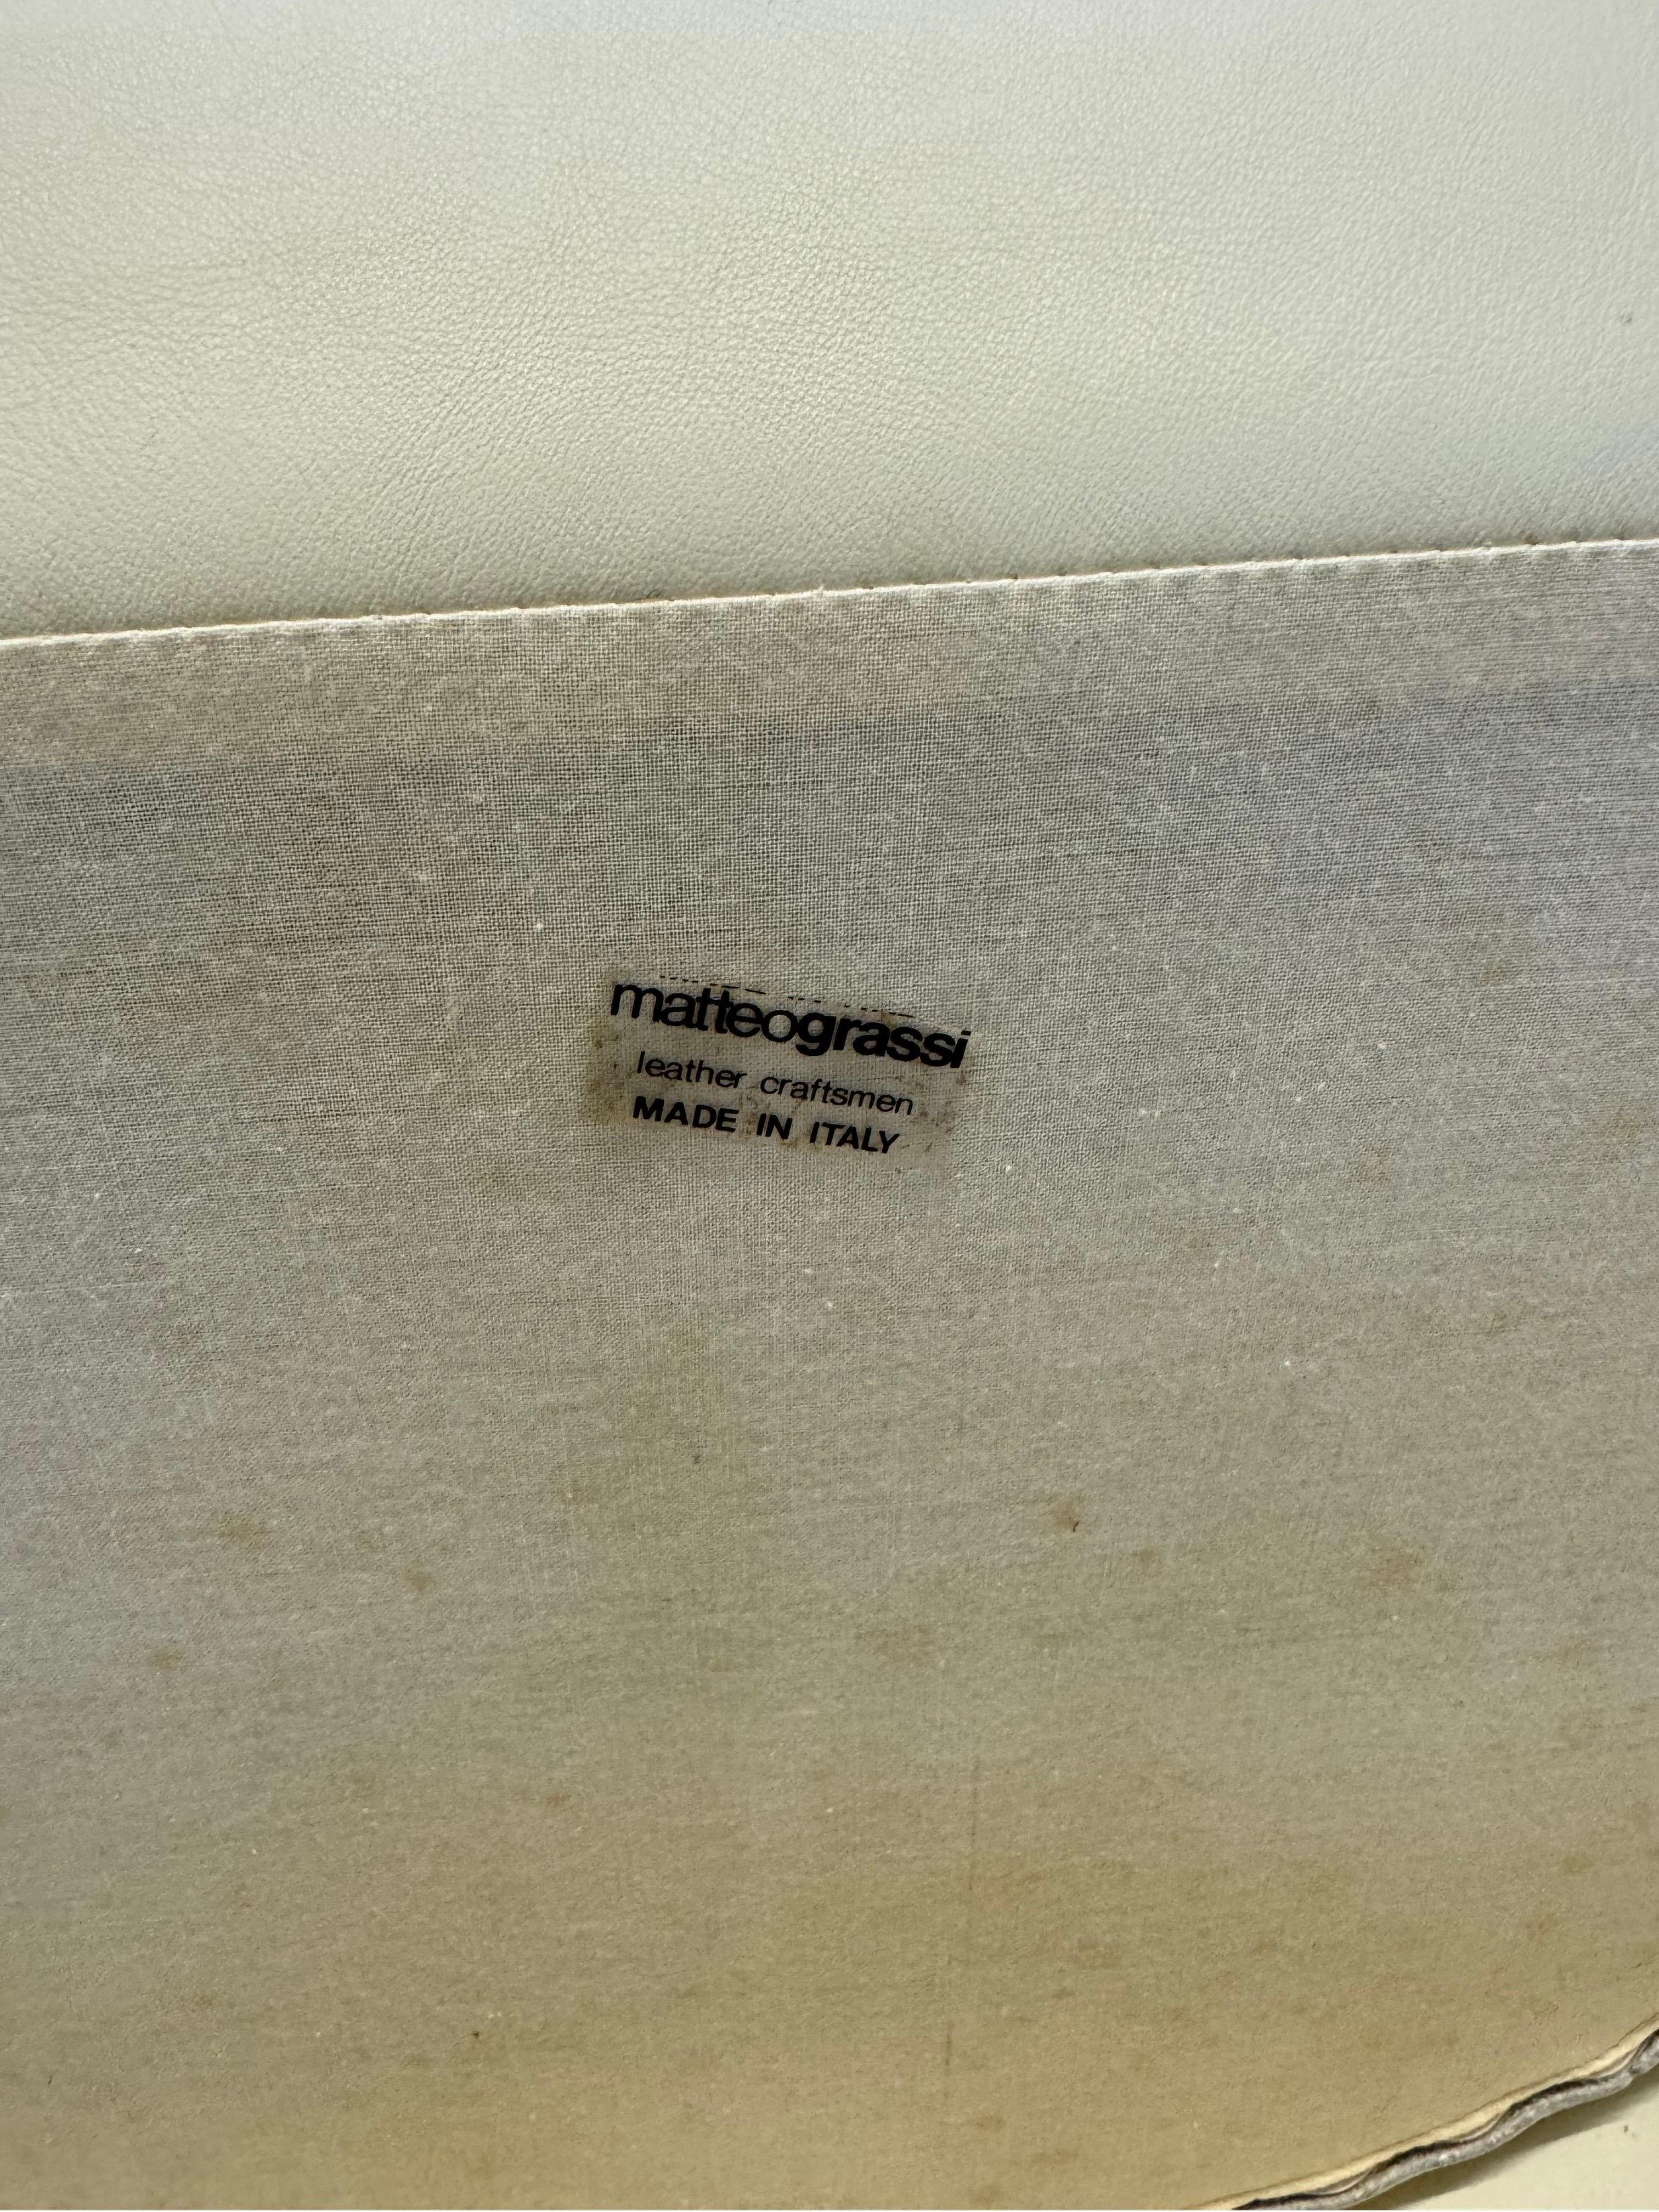 matteograssi
leather craftsmen
MADE IN ITALY